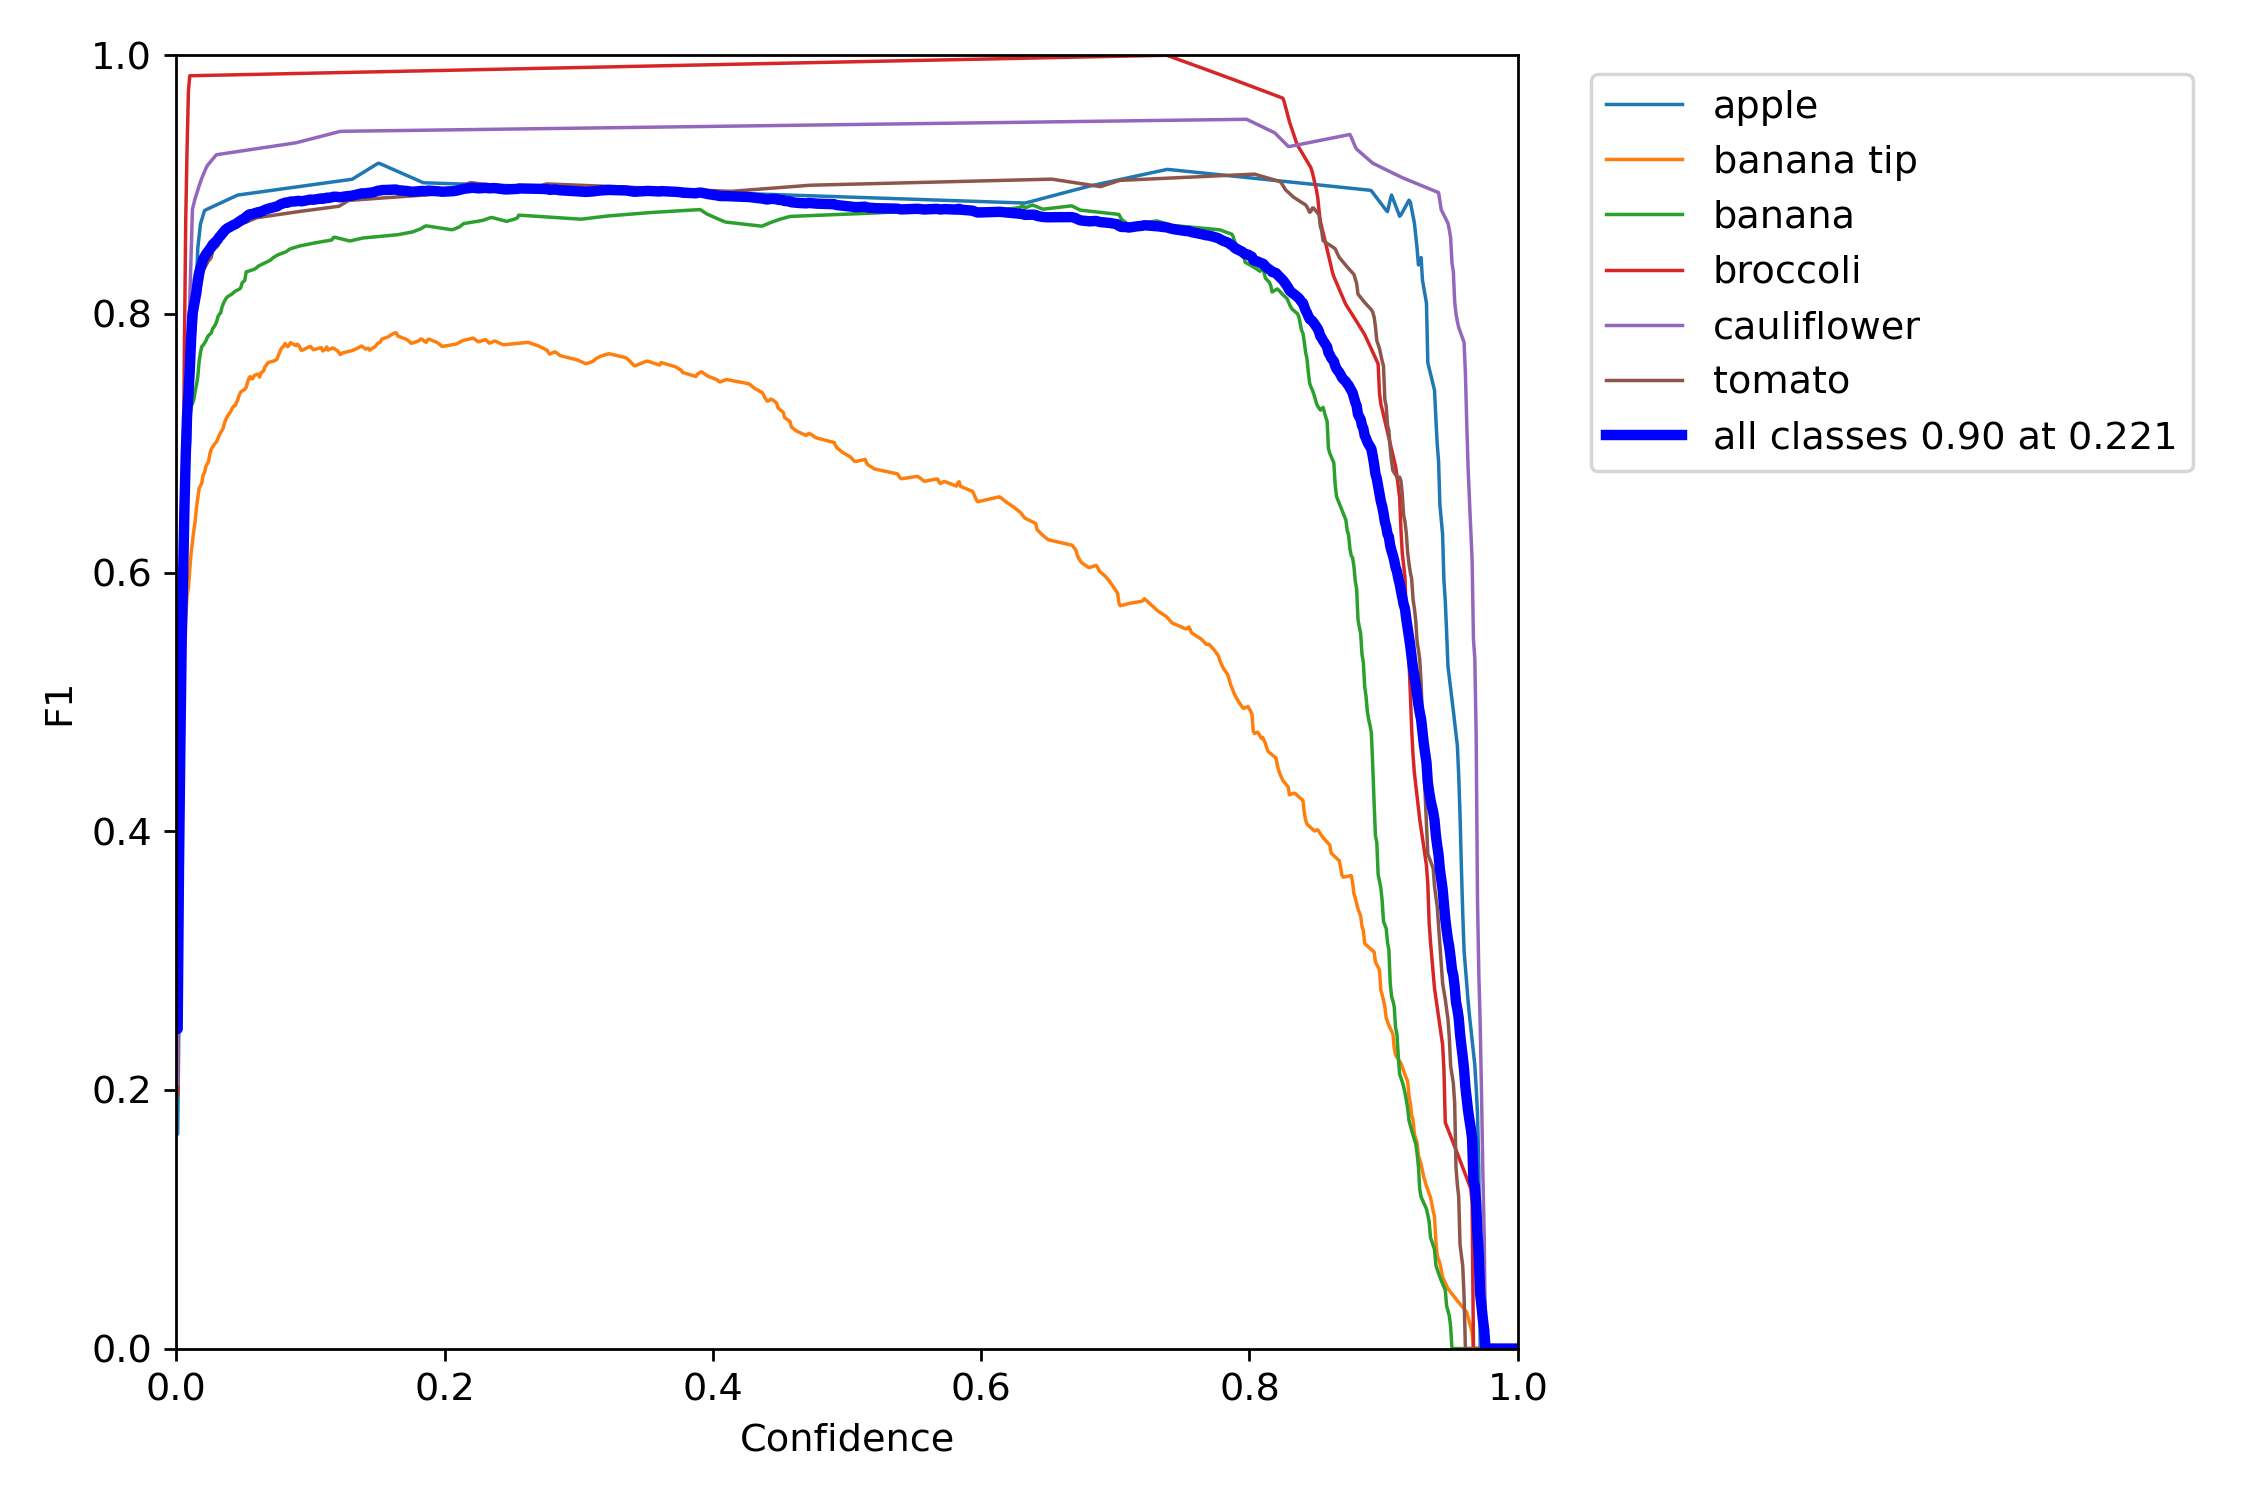 1.0
0.8
0.6
0.4
0.2
0.0
F1
0.0 0.2 0.4 0.6 0.8 1.0
Confidence
apple
banana tip
banana
broccoli
cauliflower
tomato
all classes 0.90 at 0.221